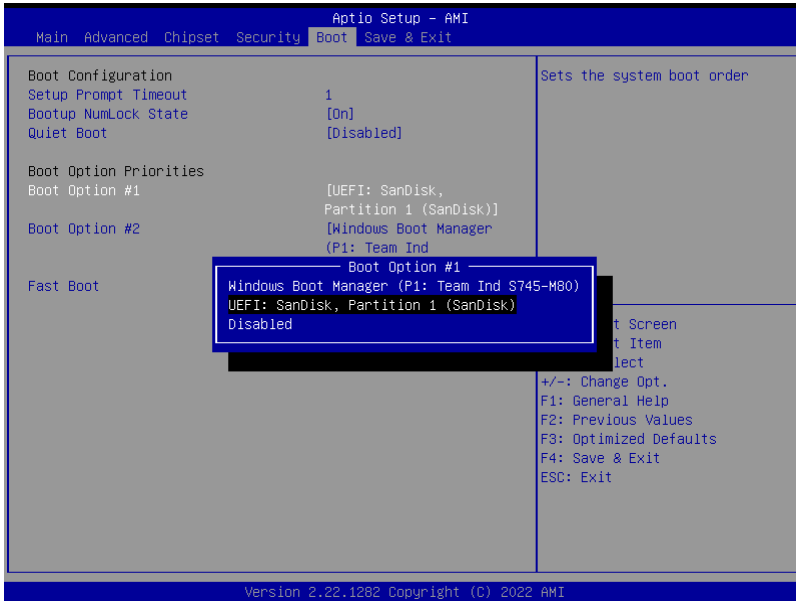 Aptio Setup – AMI
Main Advanced Chipset Security Boot Save & Exit
Boot Configuration
Setup Prompt Timeout 1
Bootup NumLock State [On]
Quiet Boot [Disabled]
Boot Option Priorities
Boot Option #1 [UEFI: SanDisk,
Partition 1 (SanDisk)]
Boot Option #2 [Windows Boot Manager
(P1: Team Ind
Fast Boot
Boot Option #1
Windows Boot Manager (P1: Team Ind S745-M80)
UEFI: SanDisk, Partition 1 (SanDisk)
Disabled
Sets the system boot order
t Screen
t Item
lect
+/-: Change Opt.
F1: General Help
F2: Previous Values
F3: Optimized Defaults
F4: Save & Exit
ESC: Exit
Version 2.22.1282 Copyright (C) 2022 AMI